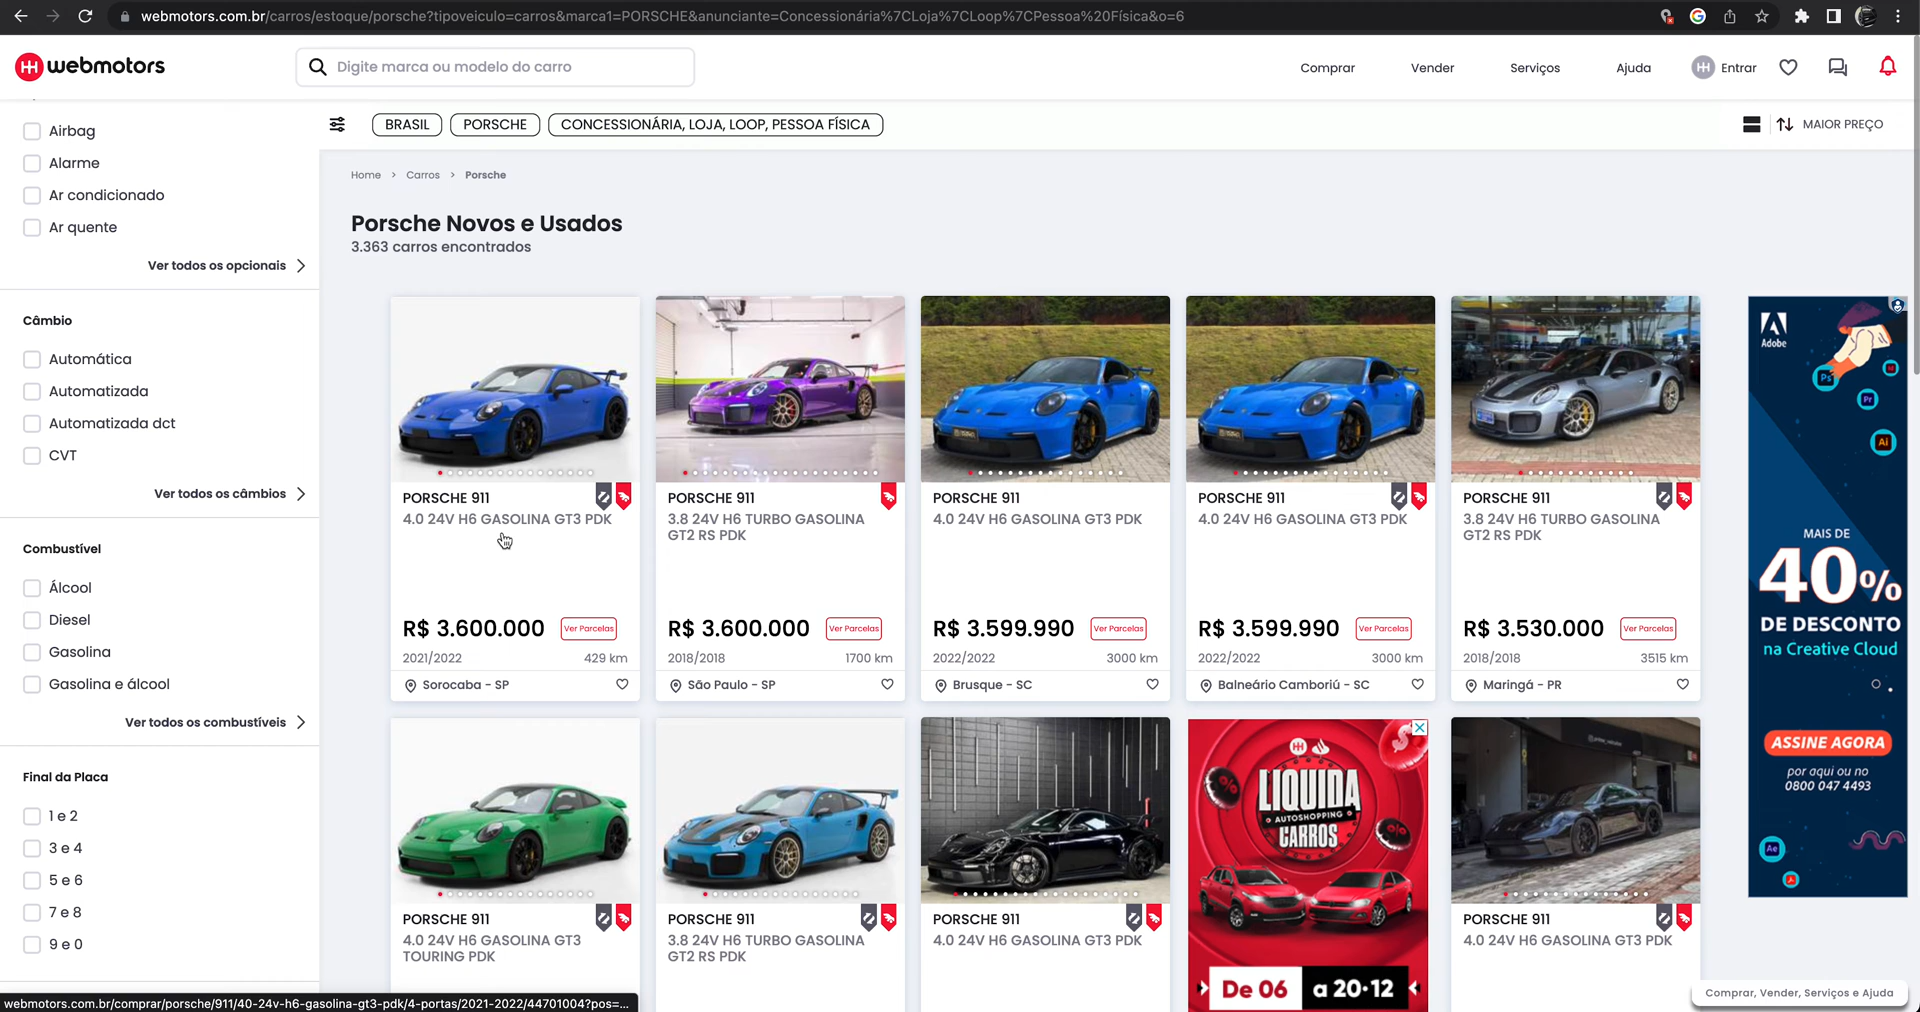 webmotors.com.br/carros/estoque/porsche?tipoveiculo=carros&marca1=PORSCHE&anunciante=Concessionária%7CLoja%7CLoop%7CPessoa%20Física&o=6
webmotors
Digite marca ou modelo do carro
Comprar
Vender
Serviços
Ajuda
Entrar
BRASIL
PORSCHE
CONCESSIONÁRIA, LOJA, LOOP, PESSOA FÍSICA
MAIOR PREÇO
Airbag
Alarme
Ar condicionado
Ar quente
Ver todos os opcionais
Câmbio
Automática
Automatizada
Automatizada dct
CVT
Ver todos os câmbios
Combustível
Álcool
Diesel
Gasolina
Gasolina e álcool
Ver todos os combustíveis
Final da Placa
1 e 2
3 e 4
5 e 6
7 e 8
9 e 0
Home > Carros > Porsche
Porsche Novos e Usados
3.363 carros encontrados
PORSCHE 911
4.0 24V H6 GASOLINA GT3 PDK
R$ 3.600.000
Ver Parcelas
2021/2022
429 km
Sorocaba - SP
PORSCHE 911
3.8 24V H6 TURBO GASOLINA
GT2 RS PDK
R$ 3.600.000
Ver Parcelas
2018/2018
1700 km
São Paulo - SP
PORSCHE 911
4.0 24V H6 GASOLINA GT3 PDK
R$ 3.599.990
Ver Parcelas
2022/2022
3000 km
Brusque - SC
PORSCHE 911
4.0 24V H6 GASOLINA GT3 PDK
R$ 3.599.990
Ver Parcelas
2022/2022
3000 km
Balneário Camboriú - SC
PORSCHE 911
3.8 24V H6 TURBO GASOLINA
GT2 RS PDK
R$ 3.530.000
Ver Parcelas
2018/2018
3515 km
Maringá - PR
PORSCHE 911
4.0 24V H6 GASOLINA GT3
TOURING PDK
PORSCHE 911
3.8 24V H6 TURBO GASOLINA
GT2 RS PDK
PORSCHE 911
4.0 24V H6 GASOLINA GT3 PDK
LIQUIDA
AUTOSHOPPING
CARROS
De 06
a 20·12
PORSCHE 911
4.0 24V H6 GASOLINA GT3 PDK
Adobe
Ps
Pr
Ai
MAIS DE
40%
DE DESCONTO
na Creative Cloud
ASSINE AGORA
por aqui ou no
0800 047 4493
Ae
Comprar, Vender, Serviços e Ajuda
webmotors.com.br/comprar/porsche/911/40-24v-h6-gasolina-gt3-pdk/4-portas/2021-2022/44701004?pos=...